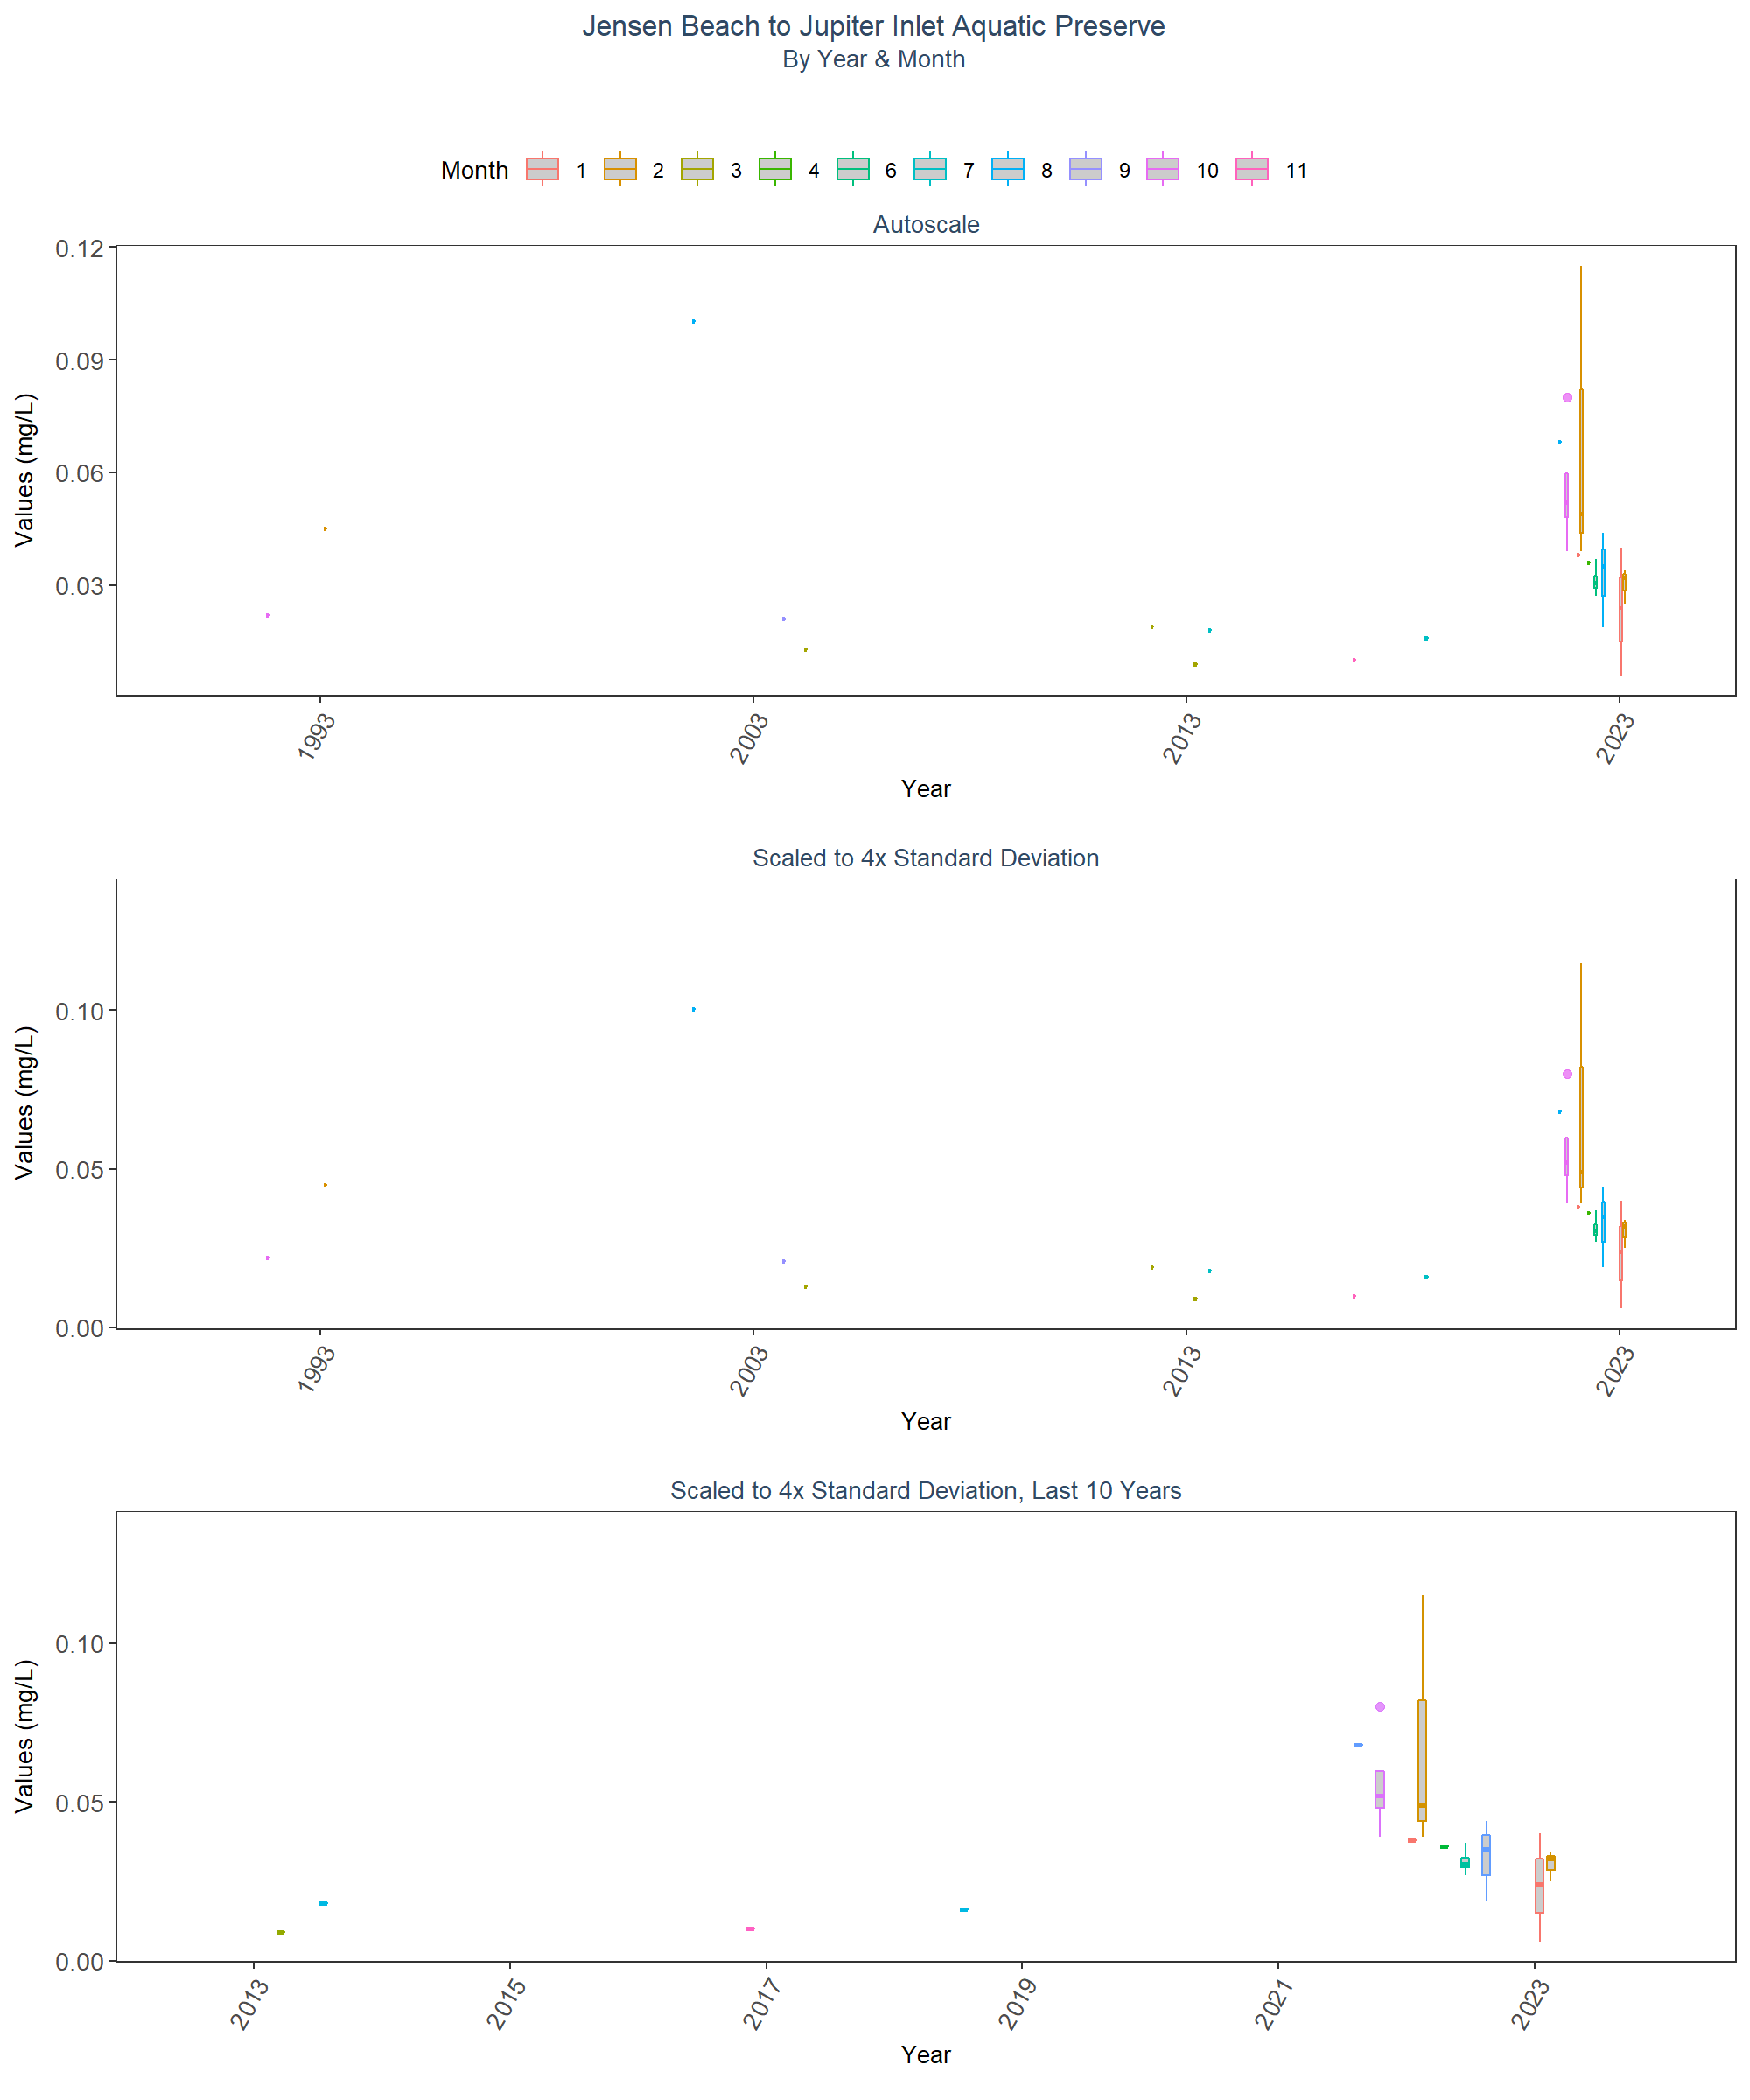 Jensen Beach to Jupiter Inlet Aquatic Preserve
By Year & Month
Month 1 2 3 4 6 7 8 9 10 11
Autoscale
0.12
0.09
0.06
0.03
Values (mg/L)
1993 2003 2013 2023
Year
Scaled to 4x Standard Deviation
0.10
0.05
0.00
Values (mg/L)
1993 2003 2013 2023
Year
Scaled to 4x Standard Deviation, Last 10 Years
0.10
0.05
0.00
Values (mg/L)
2013 2015 2017 2019 2021 2023
Year